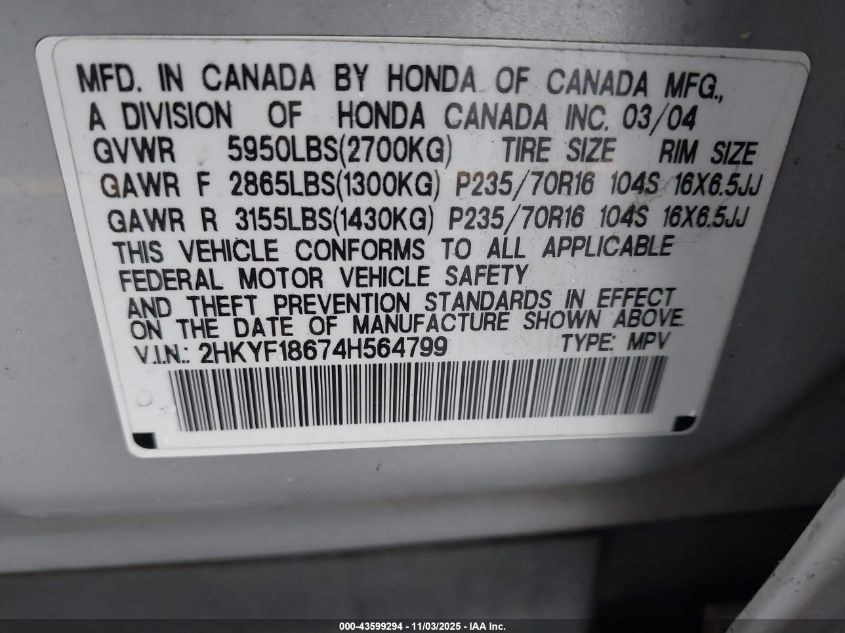 MFD. IN CANADA BY HONDA OF CANADA MFG.,
A DIVISION OF HONDA CANADA INC. 03/04
GVWR 5950LBS(2700KG) TIRE SIZE RIM SIZE
GAWR F 2865LBS(1300KG) P235/70R16 104S 16X6.5JJ
GAWR R 3155LBS(1430KG) P235/70R16 104S 16X6.5JJ
THIS VEHICLE CONFORMS TO ALL APPLICABLE
FEDERAL MOTOR VEHICLE SAFETY
AND THEFT PREVENTION STANDARDS IN EFFECT
ON THE DATE OF MANUFACTURE SHOWN ABOVE.
V.I.N.: 2HKYF18674H564799 TYPE: MPV
000-43599294 - 11/03/2025 - IAA Inc.